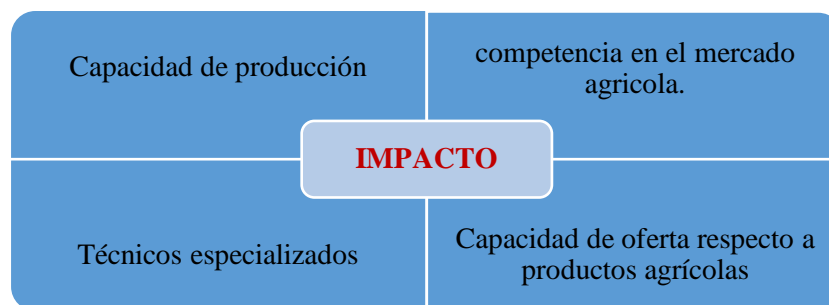 Capacidad de producción
competencia en el mercado
agricola.
IMPACTO
Técnicos especializados
Capacidad de oferta respecto a
productos agrícolas